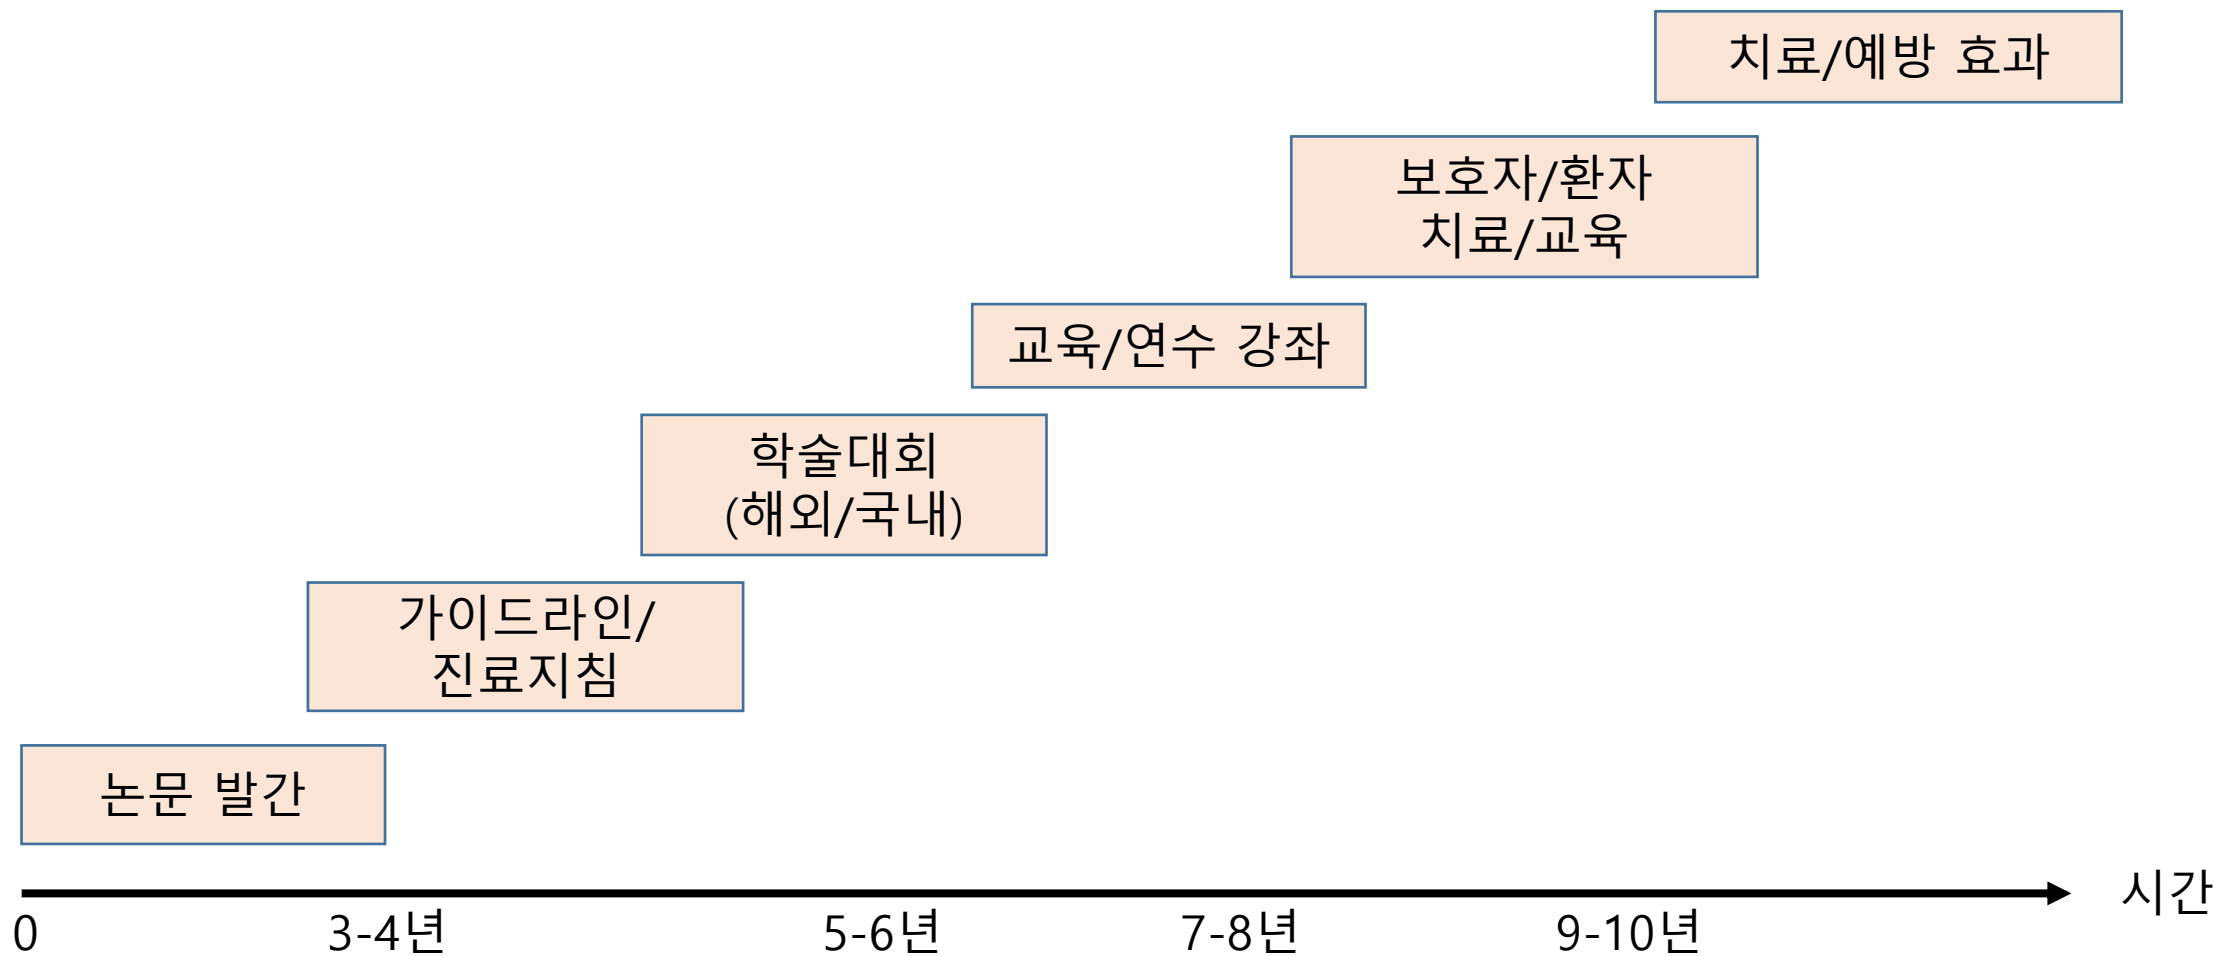 치료/예방 효과
보호자/환자
치료/교육
교육/연수 강좌
학술대회
(해외/국내)
가이드라인/
진료지침
논문 발간
시간
0
3-4년
5-6년
7-8년
9-10년